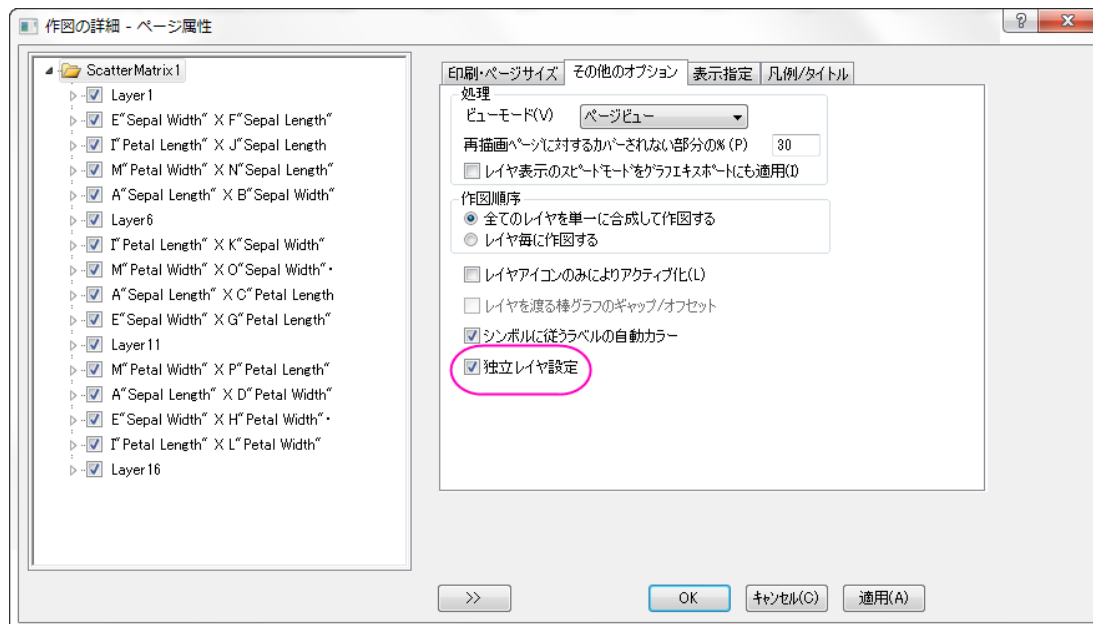 作図の詳細 - ページ属性
ScatterMatrix1
Layer1
E"Sepal Width" X F"Sepal Length"
I"Petal Length" X J"Sepal Length
M"Petal Width" X N"Sepal Length"
A"Sepal Length" X B"Sepal Width"
Layer6
I"Petal Length" X K"Sepal Width"
M"Petal Width" X O"Sepal Width"・
A"Sepal Length" X C"Petal Length
E"Sepal Width" X G"Petal Length"
Layer11
M"Petal Width" X P"Petal Length"
A"Sepal Length" X D"Petal Width"
E"Sepal Width" X H"Petal Width"・
I"Petal Length" X L"Petal Width"
Layer16
印刷・ページサイズ その他のオプション 表示指定 凡例/タイトル
処理
ビューモード(V) ページビュー
再描画ページに対するカバーされない部分の%(P) 30
レイヤ表示のスピードモードをグラフエキスポートにも適用(I)
作図順序
全てのレイヤを単一に合成して作図する
レイヤ毎に作図する
レイヤアイコンのみによりアクティブ化(L)
レイヤを渡る棒グラフのギャップ/オフセット
シンボルに従うラベルの自動カラー
独立レイヤ設定
>> OK キャンセル(C) 適用(A)